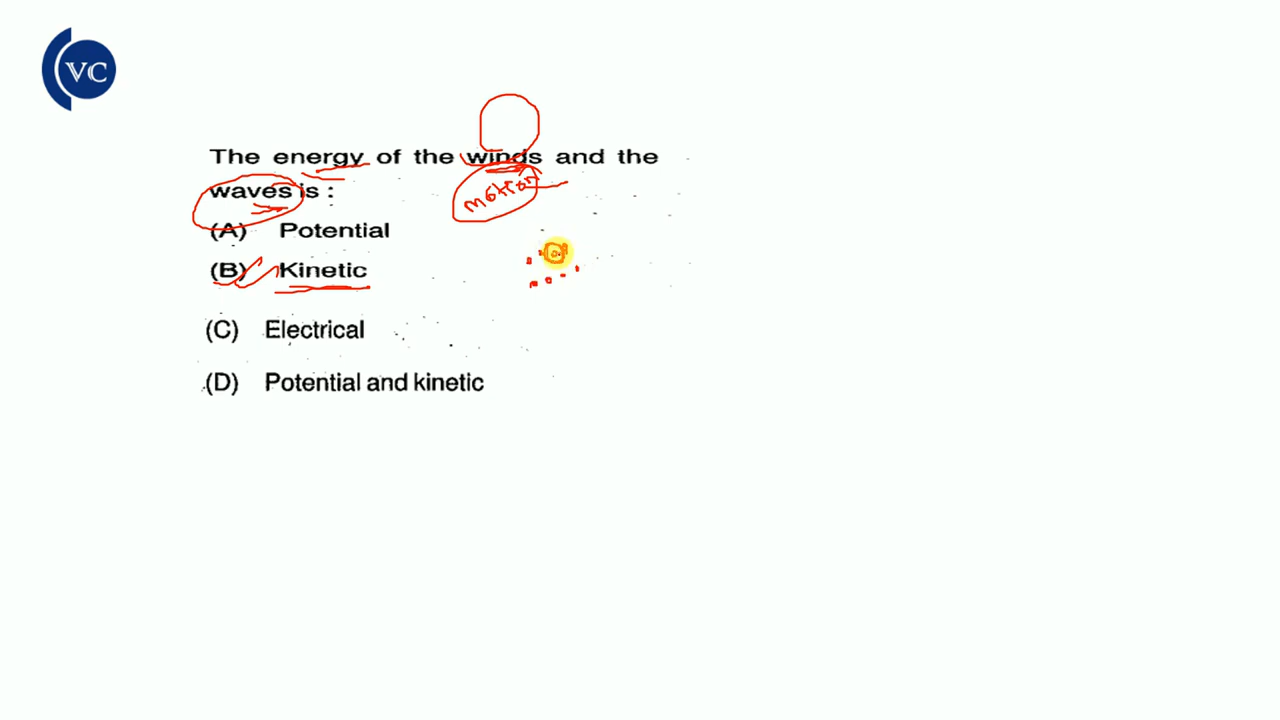 VC
The energy of the winds and the
waves is :
motion
(A) Potential
(B) Kinetic
(C) Electrical
(D) Potential and kinetic